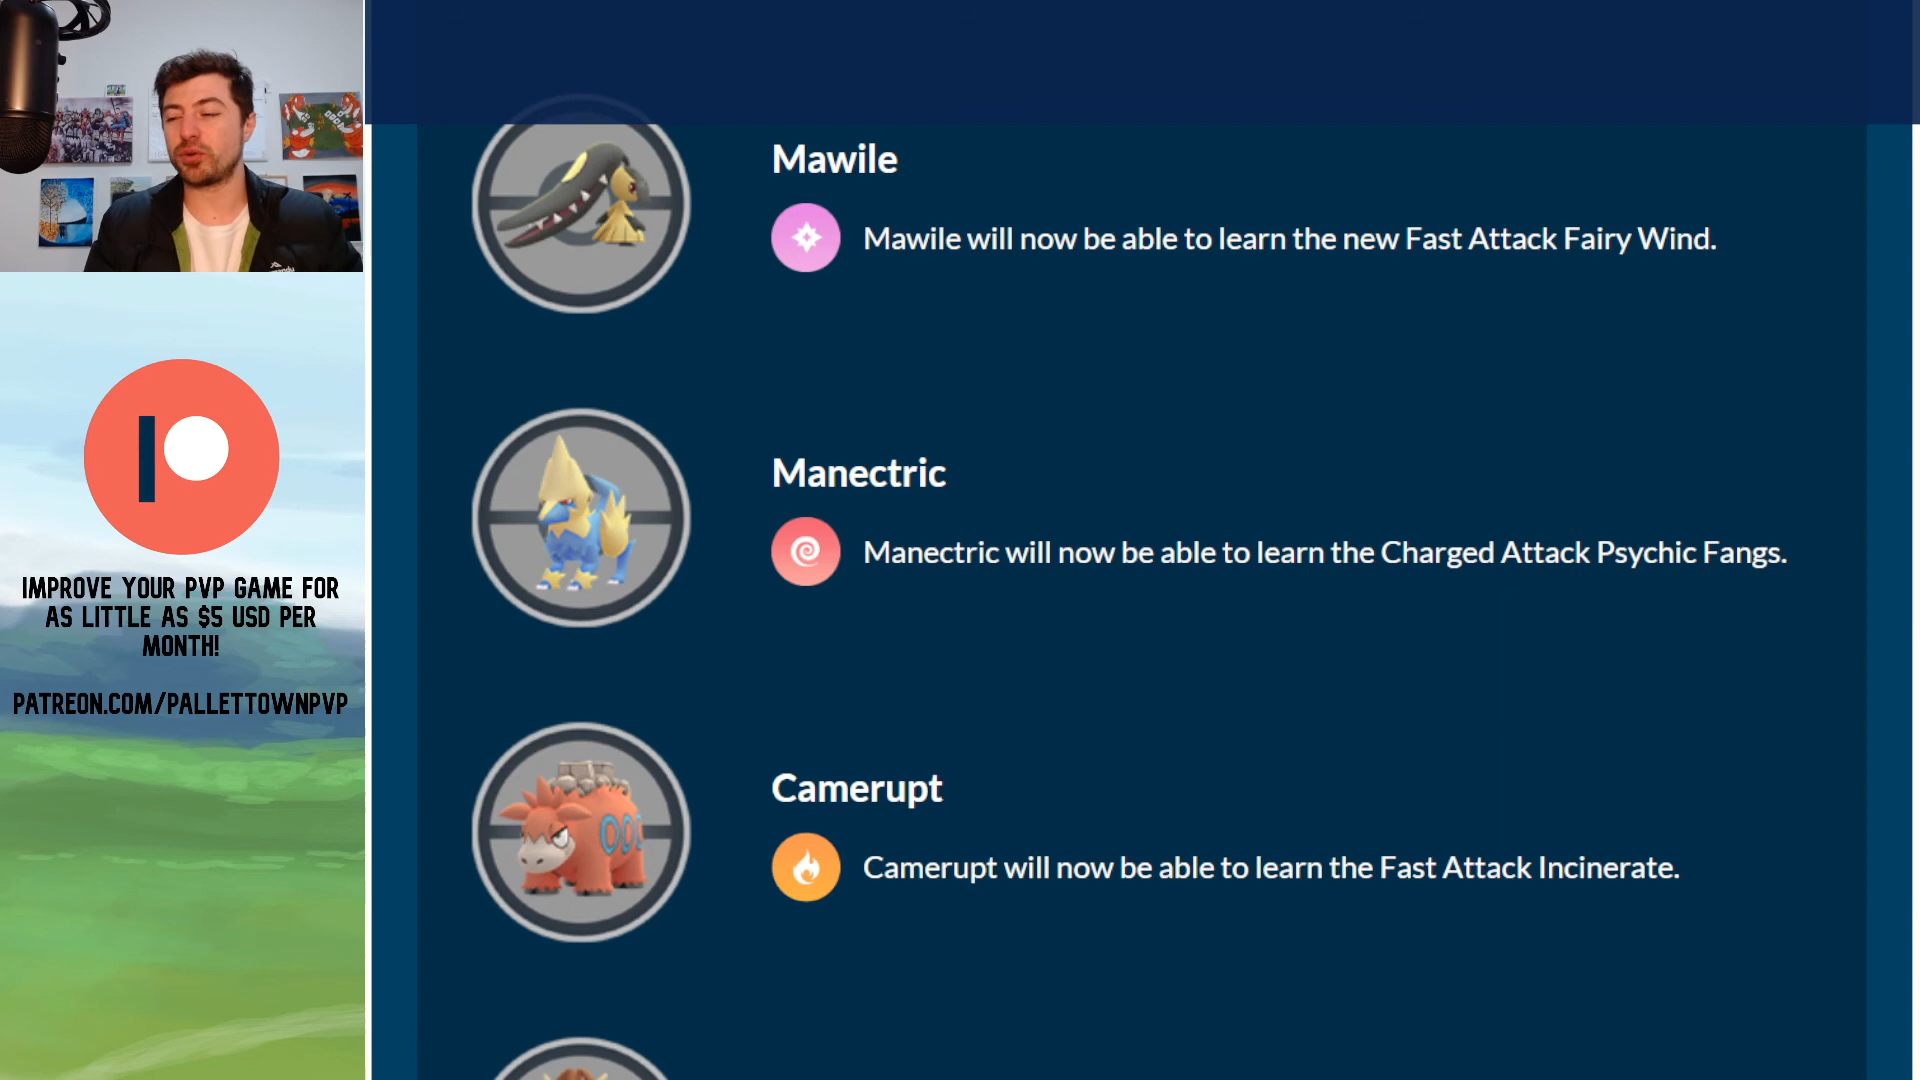 IMPROVE YOUR PVP GAME FOR
AS LITTLE AS $5 USD PER
MONTH!
PATREON.COM/PALLETTOWNPVP
Mawile
Mawile will now be able to learn the new Fast Attack Fairy Wind.
Manectric
Manectric will now be able to learn the Charged Attack Psychic Fangs.
Camerupt
Camerupt will now be able to learn the Fast Attack Incinerate.